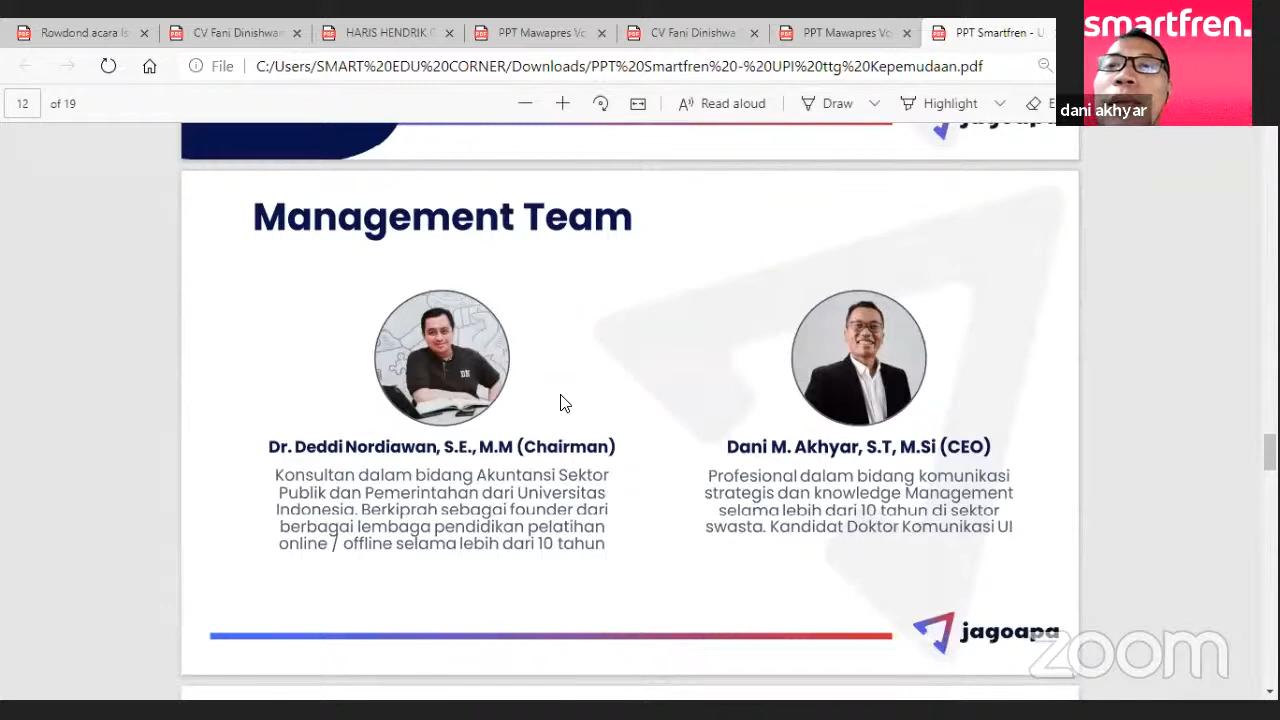 Rowdond acara Is
CV Fani Dinishwan
HARIS HENDRIK
PPT Mawapres Vo
CV Fani Dinishwa
PPT Mawapres Vo
PPT Smartfren - U
smartfren.
File C:/Users/SMART%20EDU%20CORNER/Downloads/PPT%20Smartfren%20-%20UPI%20ttg%20Kepemudaan.pdf
12 of 19
Read aloud
Draw
Highlight
dani akhyar
jagoapa
Management Team
DN
Dr. Deddi Nordiawan, S.E., M.M (Chairman)
Konsultan dalam bidang Akuntansi Sektor
Publik dan Pemerintahan dari Universitas
Indonesia. Berkiprah sebagai founder dari
berbagai lembaga pendidikan pelatihan
online / offline selama lebih dari 10 tahun
Dani M. Akhyar, S.T, M.Si (CEO)
Profesional dalam bidang komunikasi
strategis dan knowledge Management
selama lebih dari 10 tahun di sektor
swasta. Kandidat Doktor Komunikasi UI
jagoapa
zoom